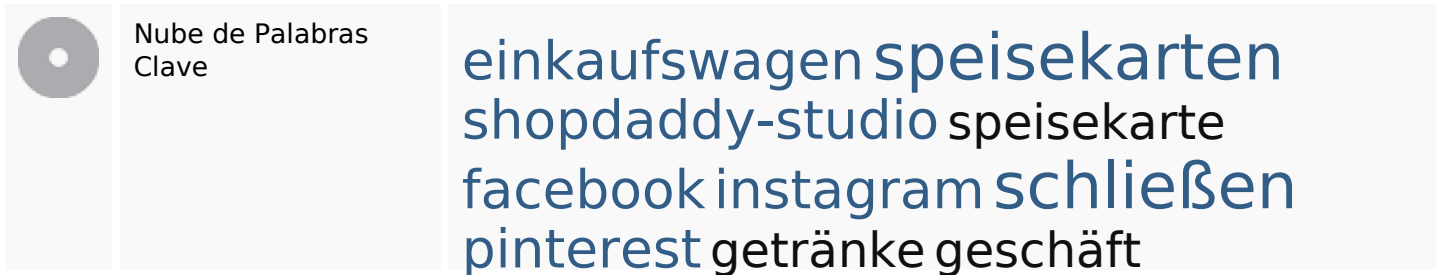 Nube de Palabras
Clave
einkaufswagen speisekarten
shopdaddy-studio speisekarte
facebook instagram schließen
pinterest getränke geschäft